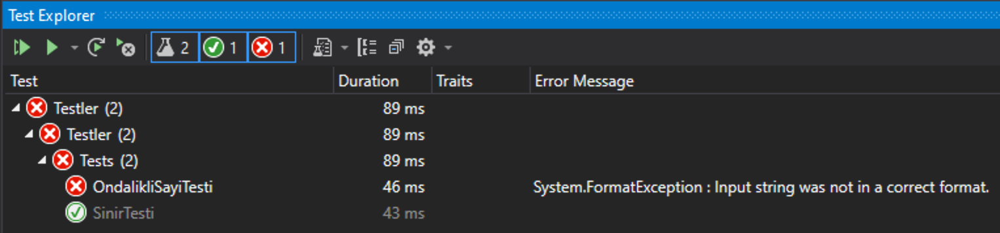 Test Explorer
2 1 1
Test Duration Traits Error Message
Testler (2) 89 ms
Testler (2) 89 ms
Tests (2) 89 ms
OndalikliSayiTesti 46 ms System.FormatException : Input string was not in a correct format.
SinirTesti 43 ms